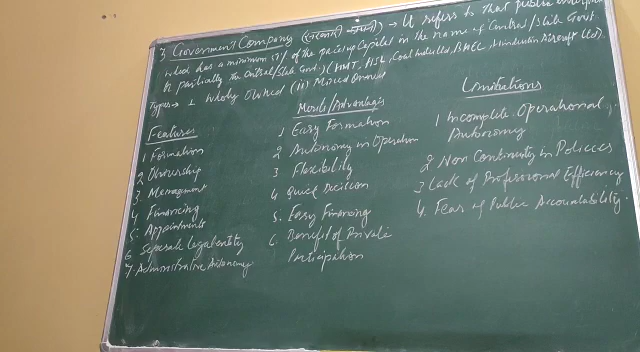 3 Government Company (सरकारी कम्पनी) → It refers to that public enterprise
which has a minimum 51% of the paid up Capital in the name of Central/State Govt
partially the Central/State Govt.) (HMT, HSL, Coal India Ltd, BHEL, Hindustan Aircraft Ltd).
Types → 1 Wholly Owned (ii) Mixed Owned
Features
1 Formation
2 Ownership
3 Management
4 Financing
5. Appointments
6 Separate legal entity
7. Administrative Autonomy
Merits/Advantages
1 Easy Formation
2 Autonomy in Operation
3 Flexibility
4 Quick Decision
5. Easy Financing
6. Benefit of Private
Participation
Limitations
1 Incomplete Operational
Autonomy
2 Non Continuity in Policies
3 Lack of Professional Efficiency
4. Fear of Public Accountability.